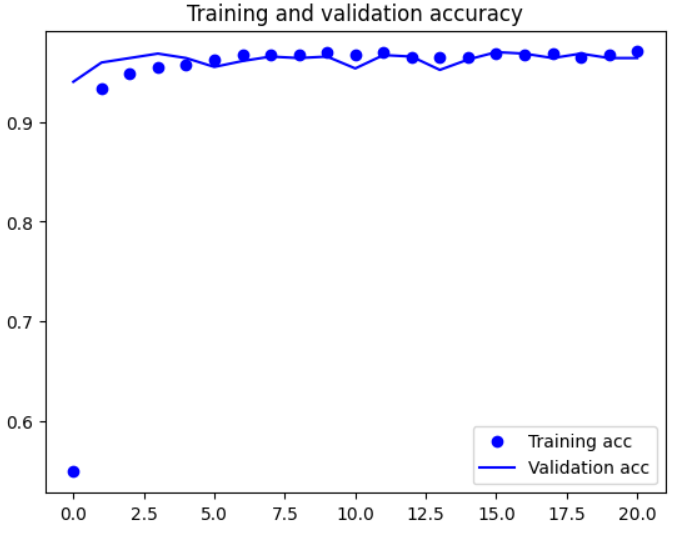 Training and validation accuracy
0.9
0.8
0.7
0.6
Training acc
Validation acc
0.0 2.5 5.0 7.5 10.0 12.5 15.0 17.5 20.0